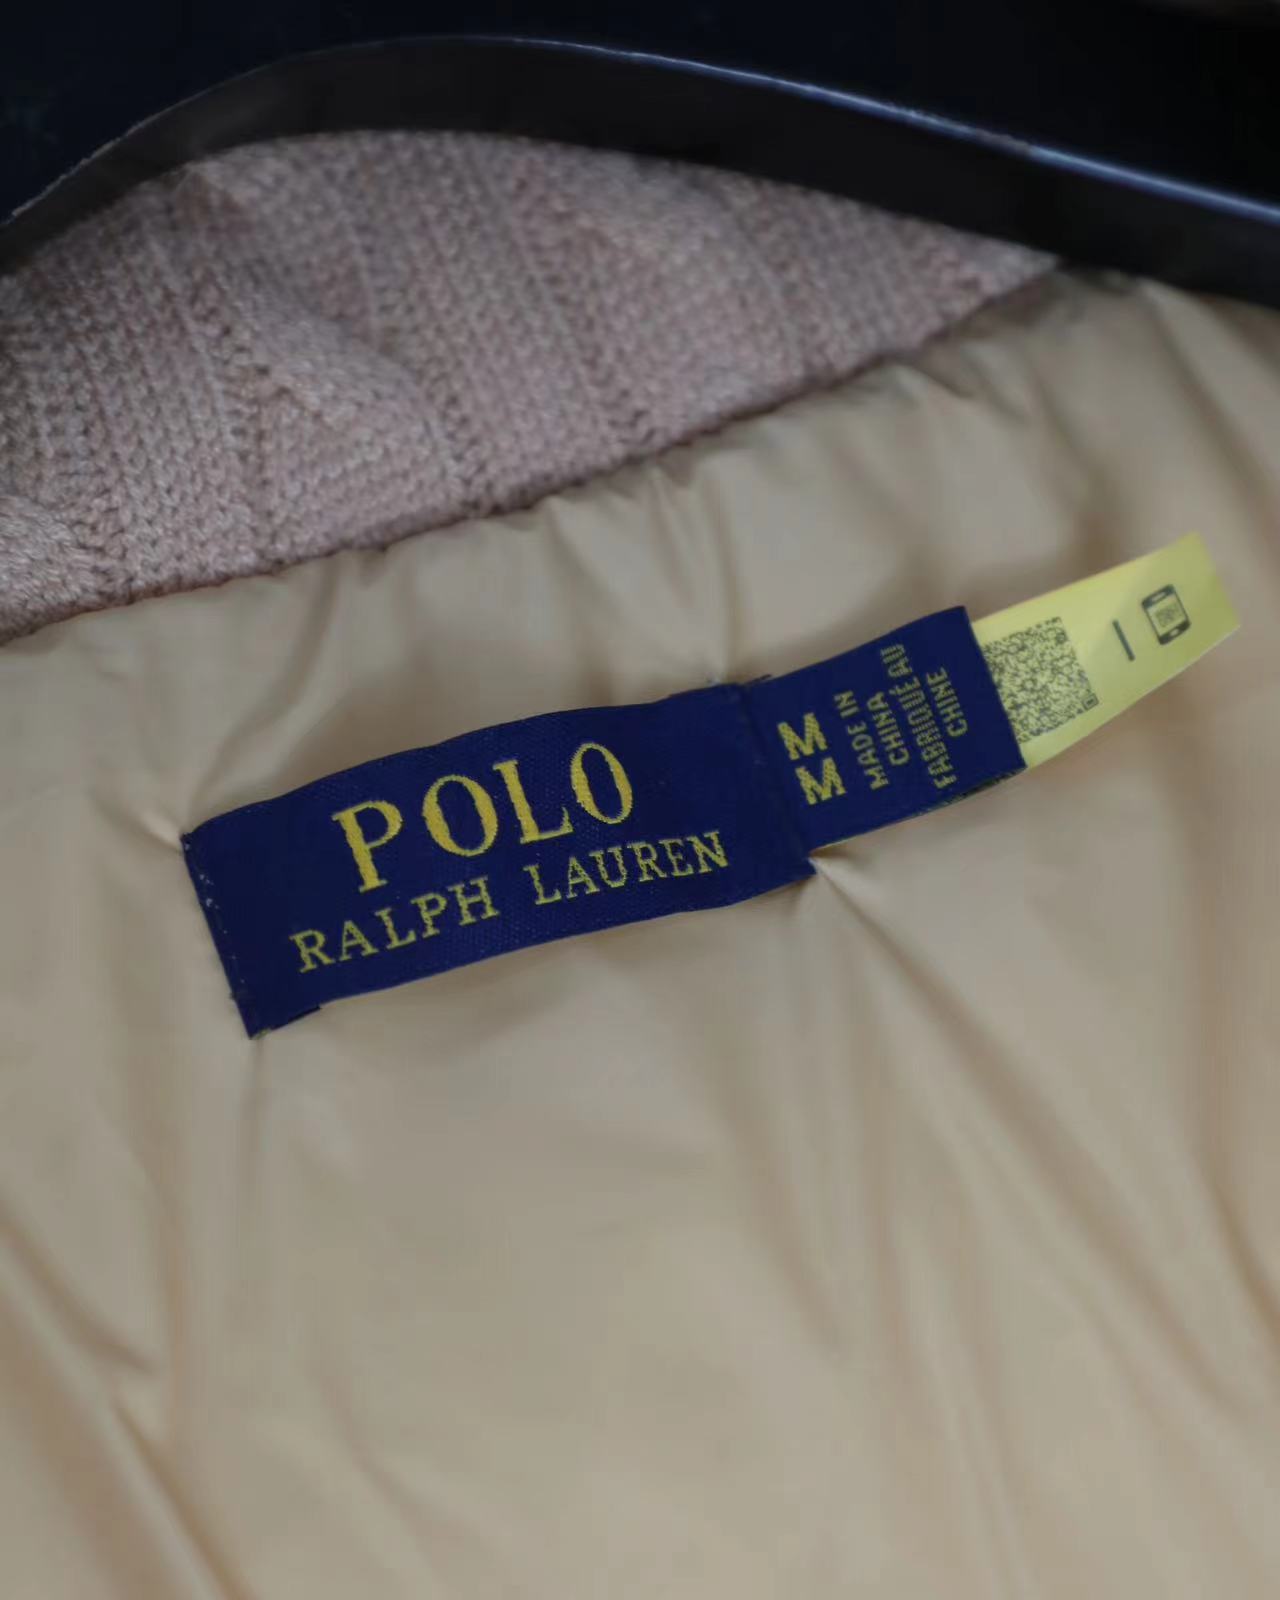 POLO
RALPH LAUREN
M
M
MADE IN
CHINA
FABRIQUÉ AU
CHINE